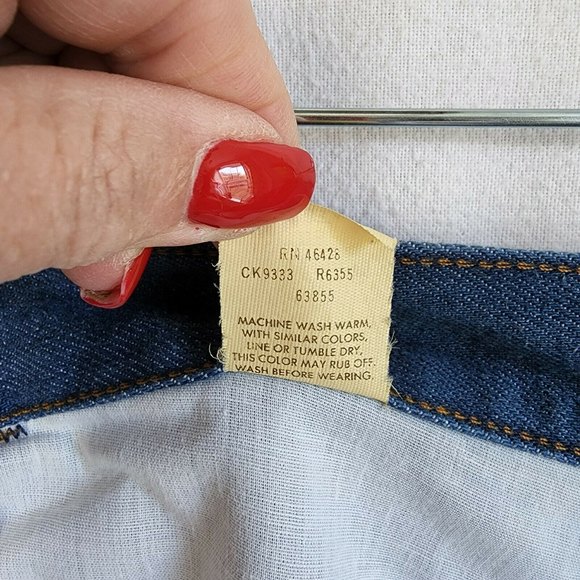 RN 46428
CK9333 R6355
63855
MACHINE WASH WARM,
WITH SIMILAR COLORS,
LINE OR TUMBLE DRY,
THIS COLOR MAY RUB OFF.
WASH BEFORE WEARING.